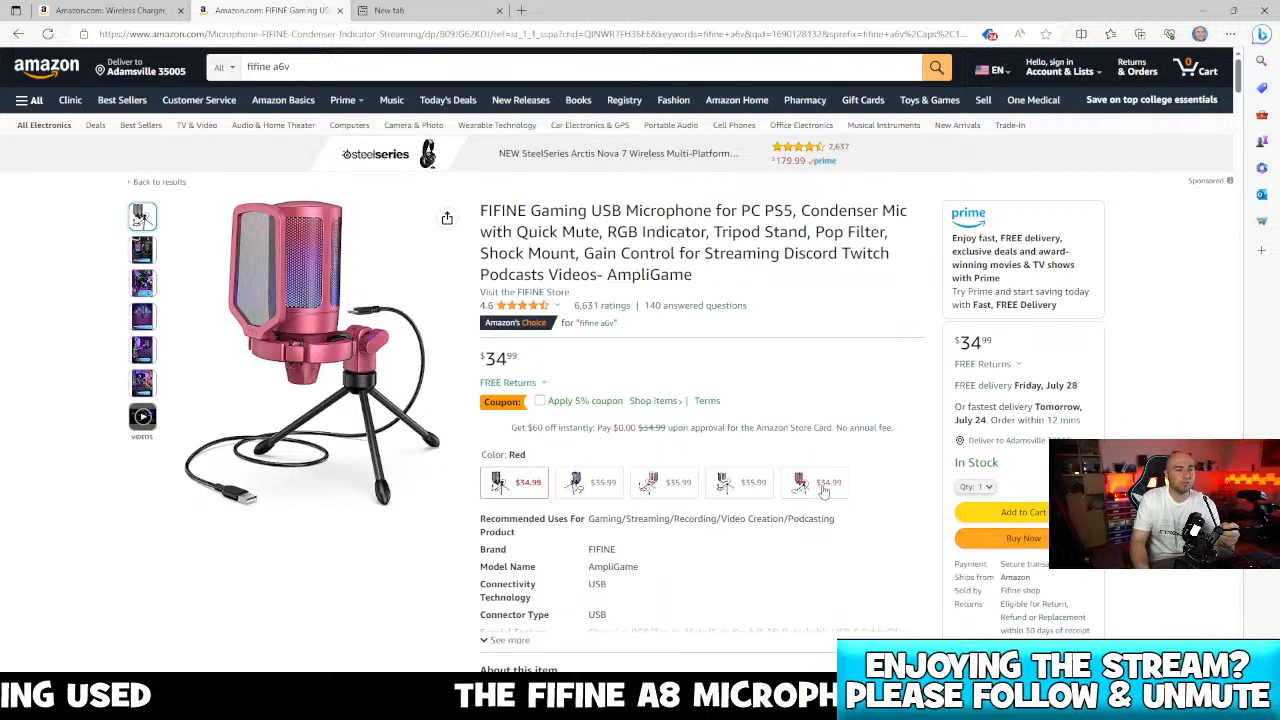 Amazon.com: Wireless Charger,
Amazon.com: FIFINE Gaming US
New tab
amazon
Deliver to
Adamsville 35005
All
fifine a6v
EN
Hello, sign in
Account & Lists
Returns
& Orders
0
Cart
All
Clinic
Best Sellers
Customer Service
Amazon Basics
Prime
Music
Today's Deals
New Releases
Books
Registry
Fashion
Amazon Home
Pharmacy
Gift Cards
Toys & Games
Sell
One Medical
Save on top college essentials
All Electronics
Deals
Best Sellers
TV & Video
Audio & Home Theater
Computers
Camera & Photo
Wearable Technology
Car Electronics & GPS
Portable Audio
Cell Phones
Office Electronics
Musical Instruments
New Arrivals
Trade-In
steelseries
NEW SteelSeries Arctis Nova 7 Wireless Multi-Platform...
2,637
$179.99 prime
‹ Back to results
Sponsored
VIDEOS
FIFINE Gaming USB Microphone for PC PS5, Condenser Mic
with Quick Mute, RGB Indicator, Tripod Stand, Pop Filter,
Shock Mount, Gain Control for Streaming Discord Twitch
Podcasts Videos- AmpliGame
Visit the FIFINE Store
4.6 6,631 ratings | 140 answered questions
Amazon's Choice for "fifine a6v"
$34 99
FREE Returns
Coupon: Apply 5% coupon Shop items› | Terms
Get $60 off instantly: Pay $0.00 $34.99 upon approval for the Amazon Store Card. No annual fee.
Color: Red
$34.99 $35.99 $35.99 $35.99 $34.99
Recommended Uses For Gaming/Streaming/Recording/Video Creation/Podcasting
Product
Brand FIFINE
Model Name AmpliGame
Connectivity USB
Technology
Connector Type USB
See more
About this item
prime
Enjoy fast, FREE delivery,
exclusive deals and award-
winning movies & TV shows
with Prime
Try Prime and start saving today
with Fast, FREE Delivery
$34 99
FREE Returns
FREE delivery Friday, July 28
Or fastest delivery Tomorrow,
July 24. Order within 12 mins
Deliver to Adamsville
In Stock
Qty: 1
Add to Cart
Buy Now
Payment Secure transa
Ships from Amazon
Sold by Fifine shop
Returns Eligible for Return,
Refund or Replacement
within 30 days of receipt
ING USED THE FIFINE A8 MICROPH
ENJOYING THE STREAM?
PLEASE FOLLOW & UNMUTE